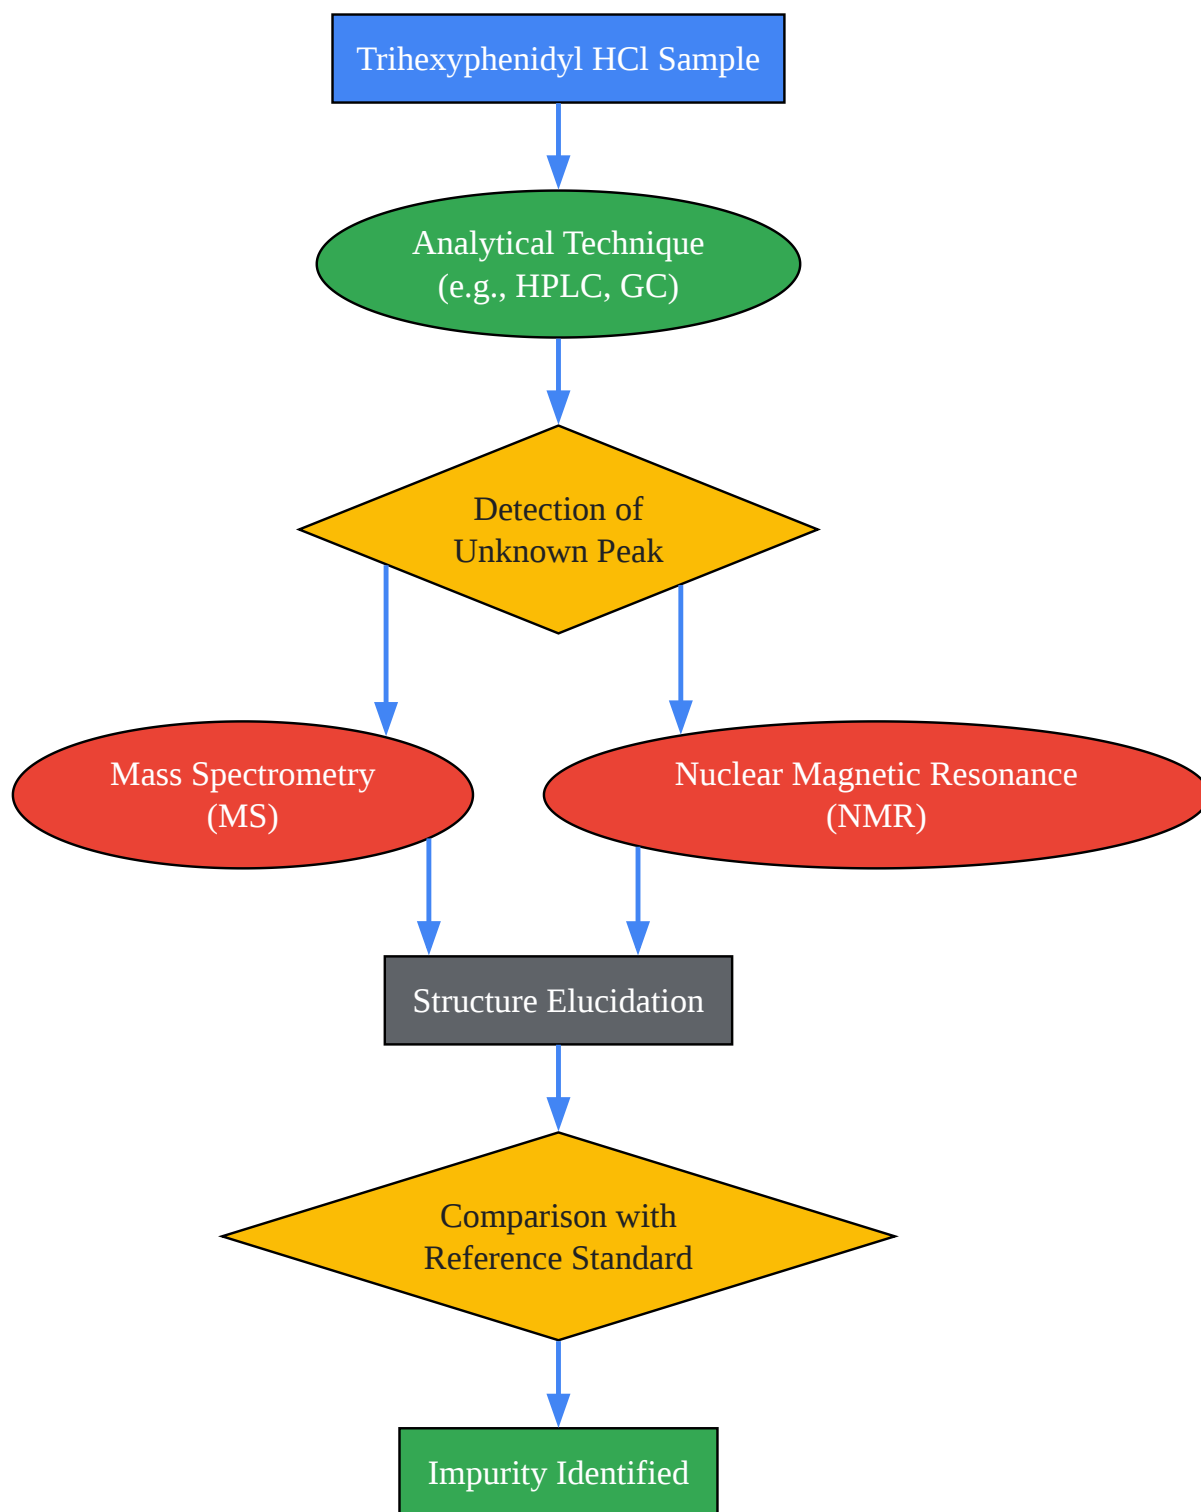 Trihexyphenidyl HCl Sample
Analytical Technique
(e.g., HPLC, GC)
Detection of
Unknown Peak
Mass Spectrometry
(MS)
Nuclear Magnetic Resonance
(NMR)
Structure Elucidation
Comparison with
Reference Standard
Impurity Identified